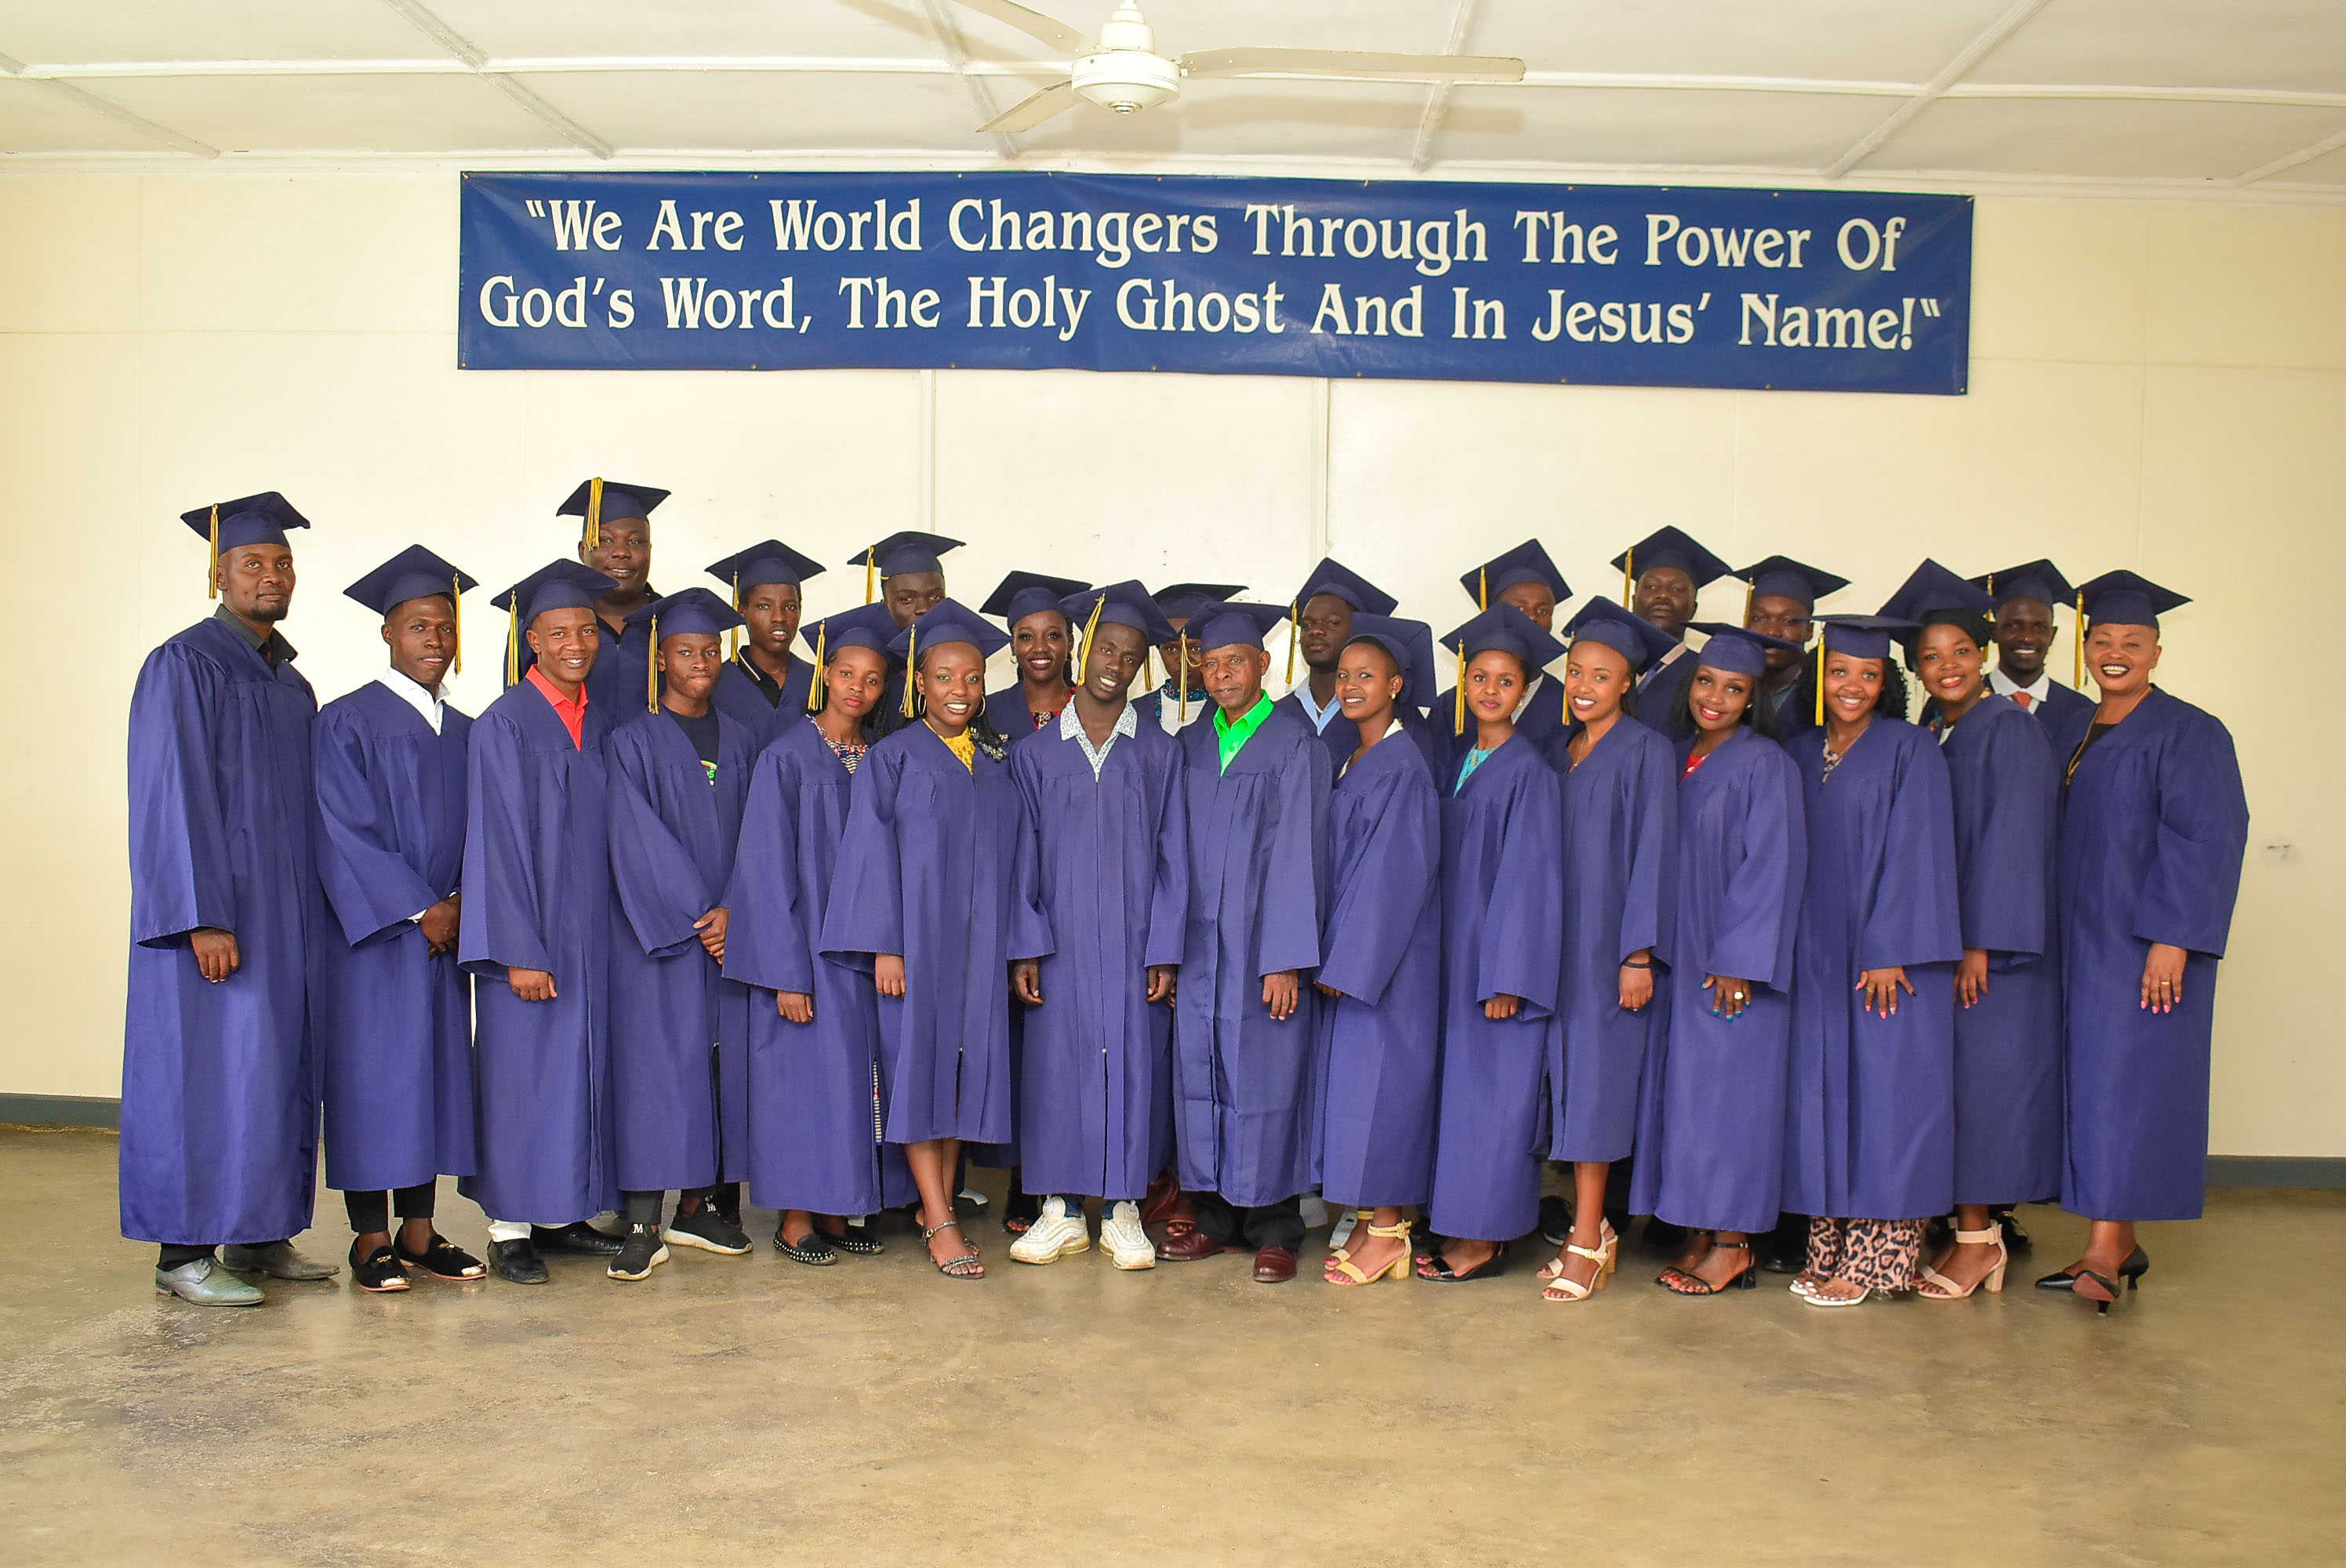 “We Are World Changers Through The Power Of
God’s Word, The Holy Ghost And In Jesus’ Name!“
M